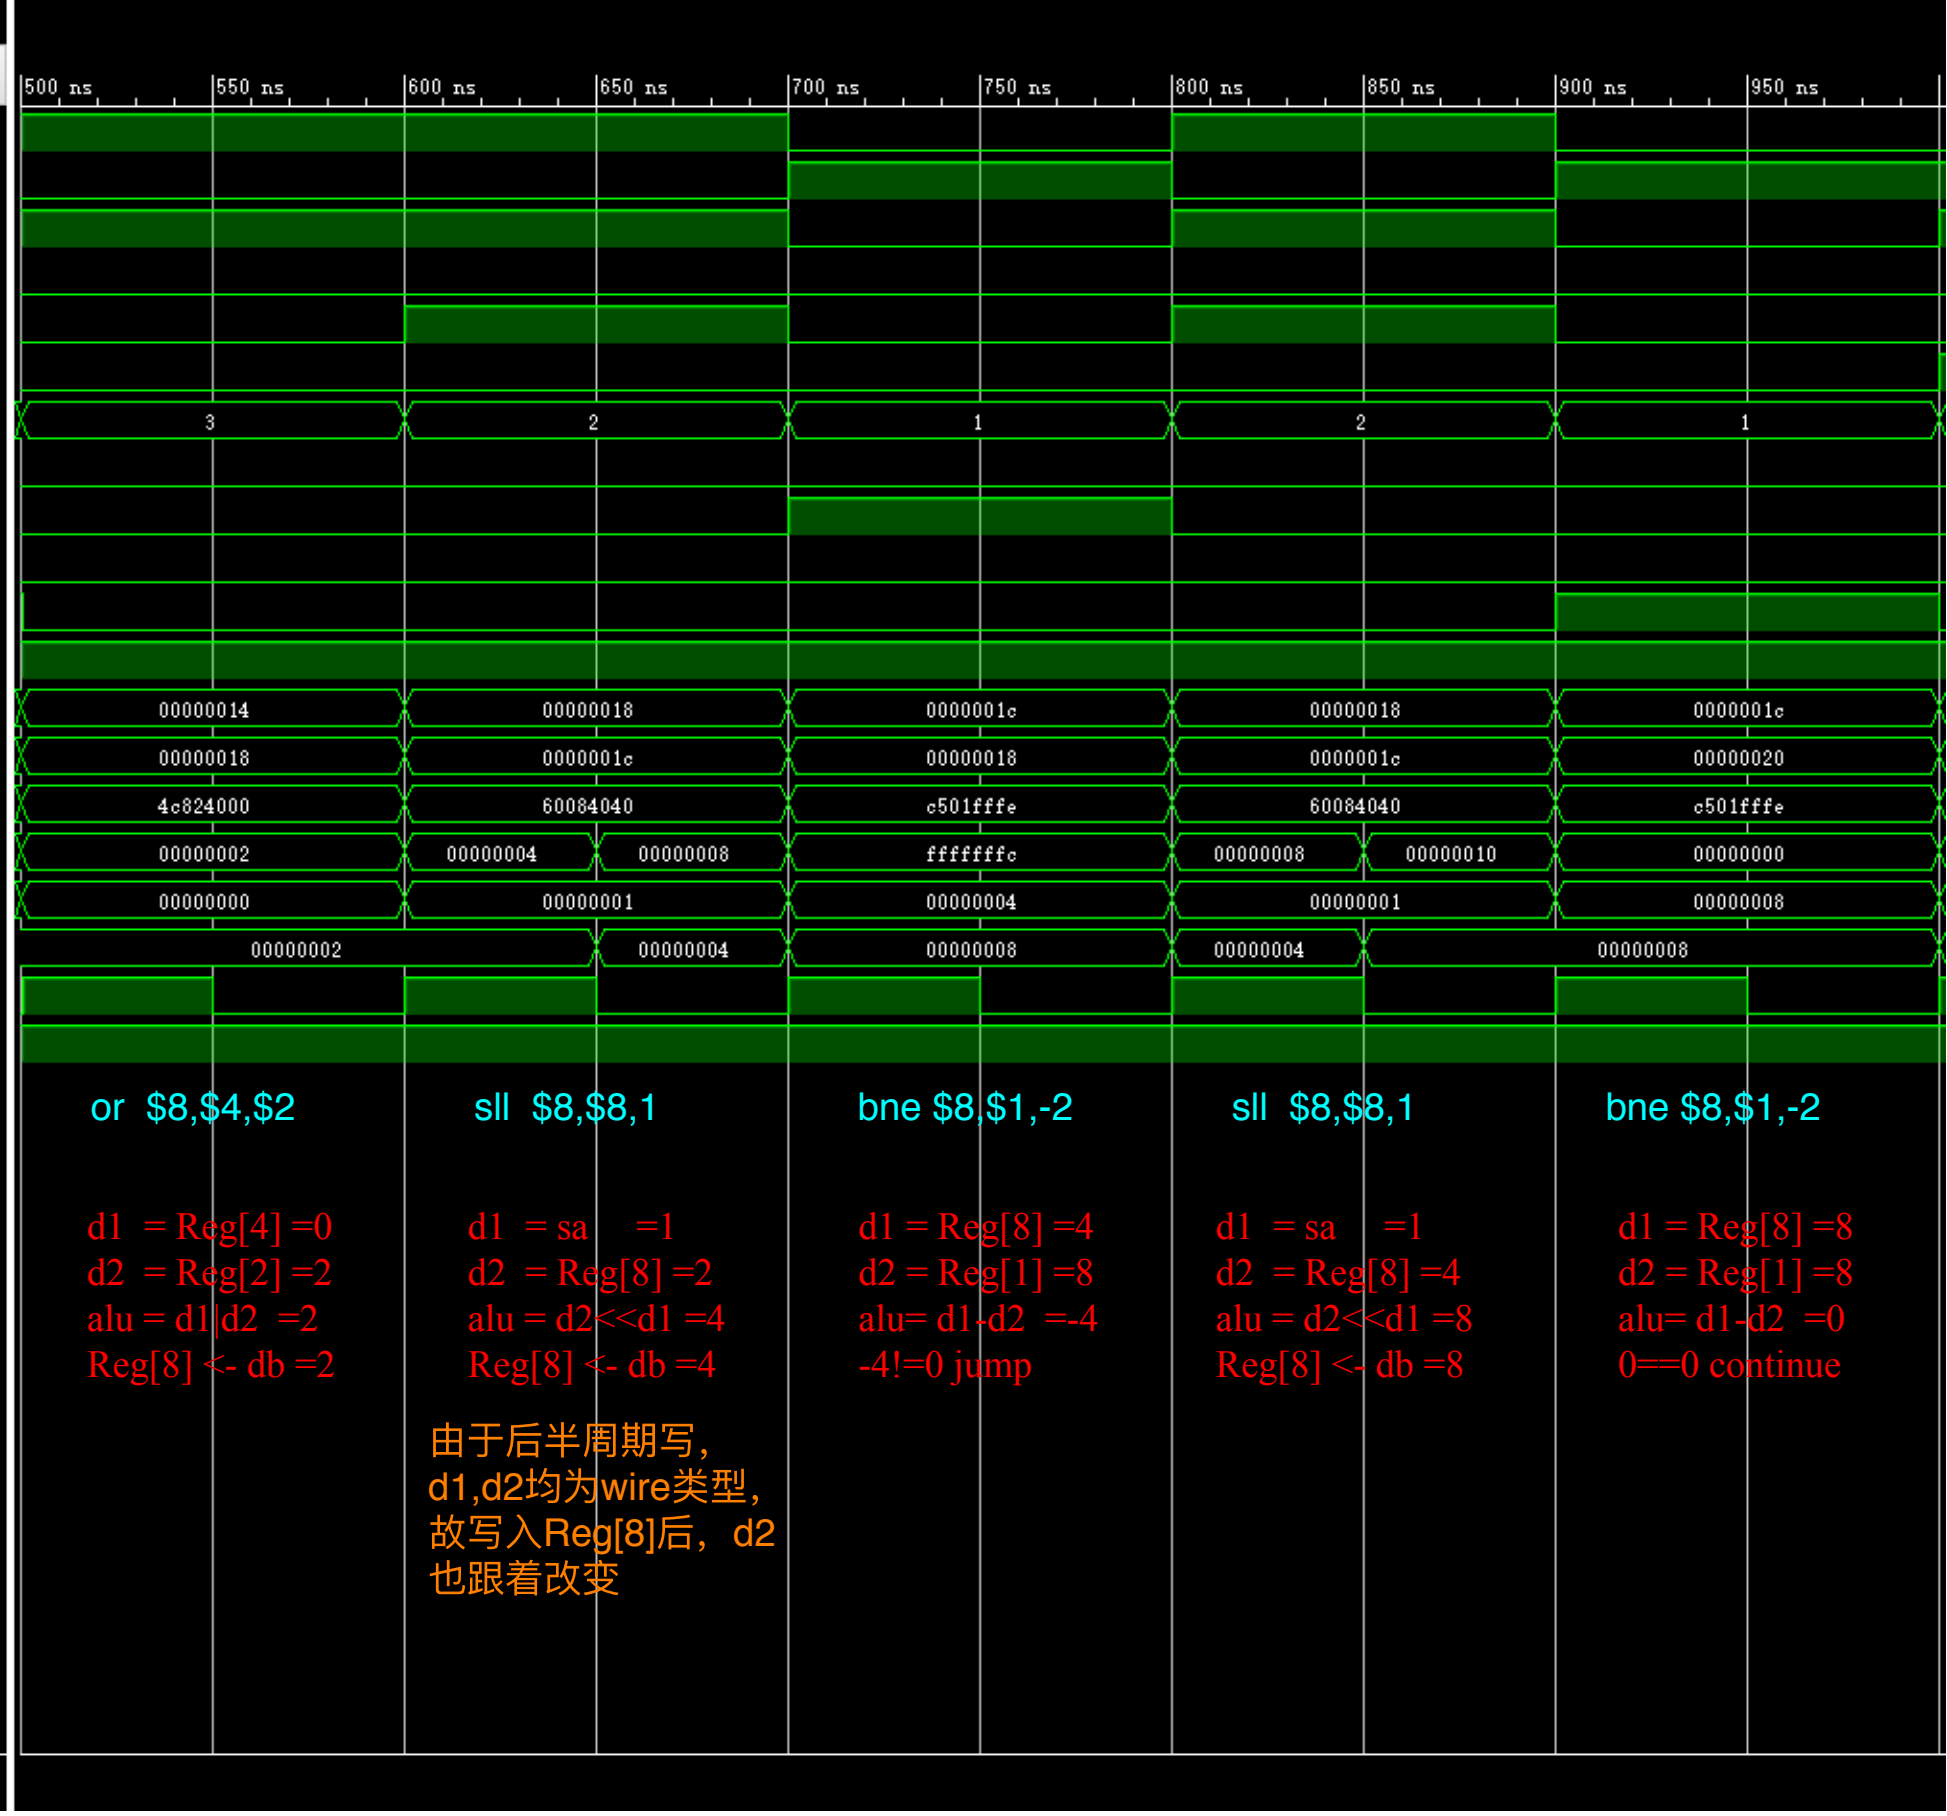 500 ns 550 ns 600 ns 650 ns 700 ns 750 ns 800 ns 850 ns 900 ns 950 ns
3 2 1 2 1
00000014 00000018 0000001c 00000018 0000001c
00000018 0000001c 00000018 0000001c 00000020
4c824000 60084040 c501fffe 60084040 c501fffe
00000002 00000004 00000008 fffffffc 00000008 00000010 00000000
00000000 00000001 00000004 00000001 00000008
00000002 00000004 00000008 00000004 00000008
or $8,$4,$2
d1 = Reg[4] =0
d2 = Reg[2] =2
alu = d1|d2 =2
Reg[8] <- db =2
sll $8,$8,1
d1 = sa =1
d2 = Reg[8] =2
alu = d2<<d1 =4
Reg[8] <- db =4
由于后半周期写，
d1,d2均为wire类型，
故写入Reg[8]后，d2
也跟着改变
bne $8,$1,-2
d1 = Reg[8] =4
d2 = Reg[1] =8
alu= d1-d2 =-4
-4!=0 jump
sll $8,$8,1
d1 = sa =1
d2 = Reg[8] =4
alu = d2<<d1 =8
Reg[8] <- db =8
bne $8,$1,-2
d1 = Reg[8] =8
d2 = Reg[1] =8
alu= d1-d2 =0
0==0 continue